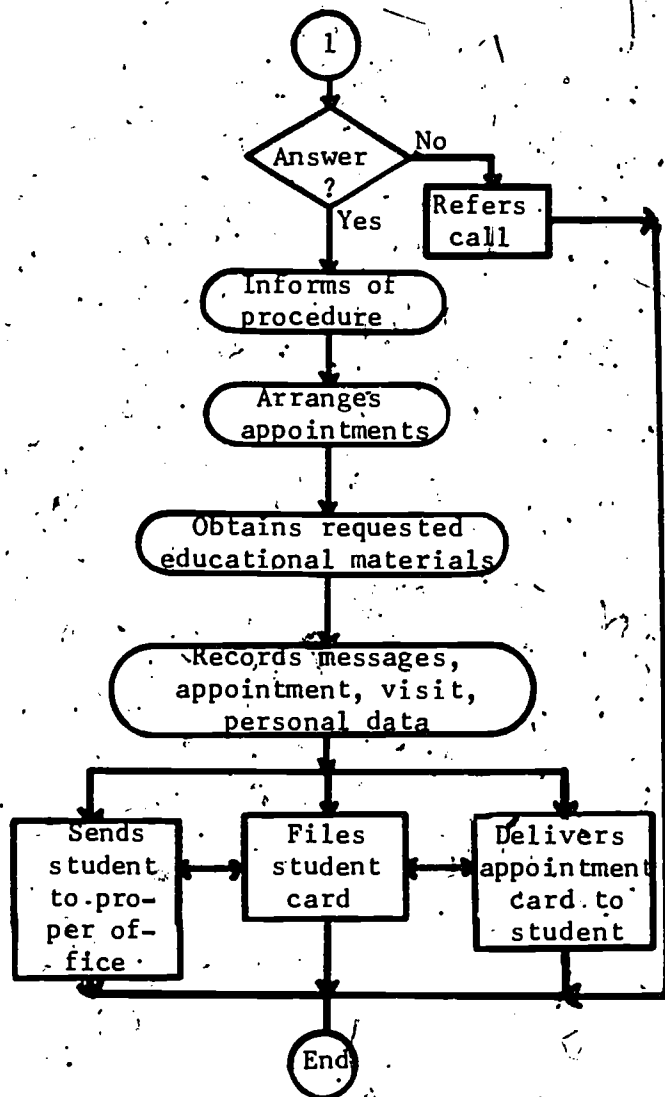 1
Answer
?
No
Yes
Refers
call
Informs of
procedure
Arranges
appointments
Obtains requested
educational materials
Records messages,
appointment, visit,
personal data
Sends
student
to pro-
per of-
fice
Files
student
card
Delivers
appointment
card to
student
End